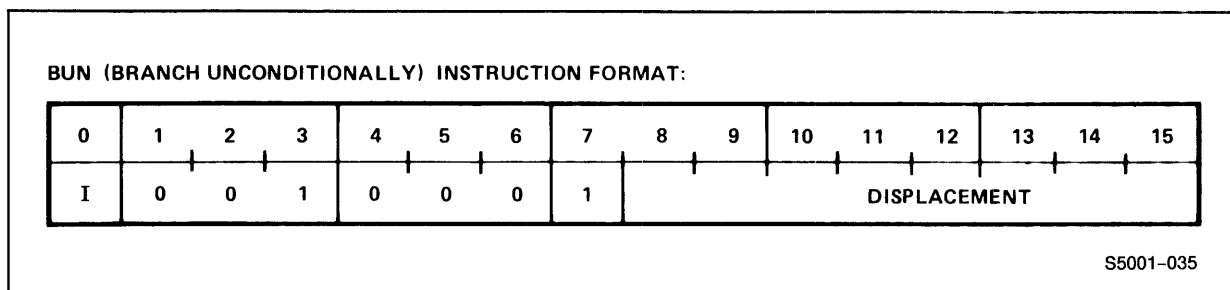 BUN (BRANCH UNCONDITIONALLY) INSTRUCTION FORMAT:
0 1 2 3 4 5 6 7 8 9 10 11 12 13 14 15
I 0 0 1 0 0 0 1 DISPLACEMENT
S5001-035